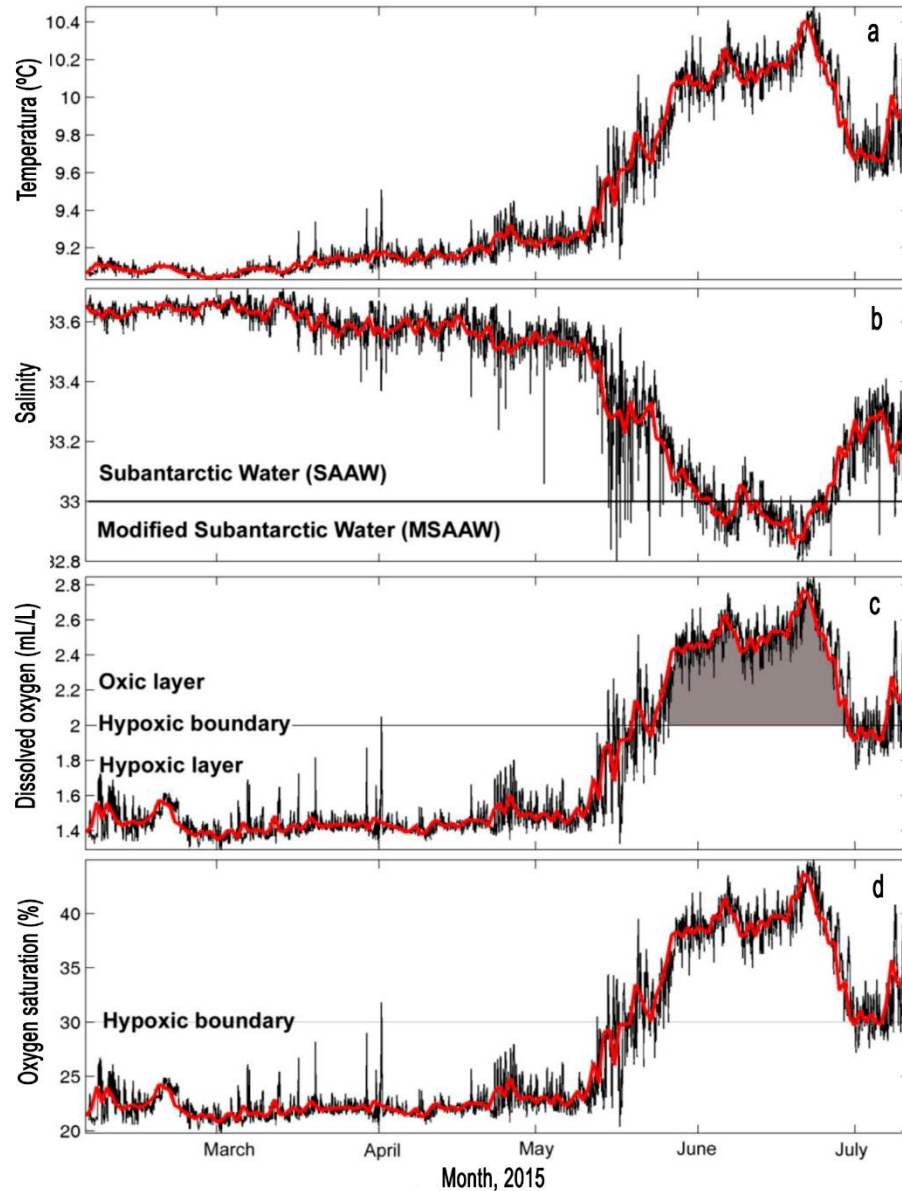 a
Temperatura (ºC)
10.4
10.2
10
9.8
9.6
9.4
9.2
b
Salinity
33.6
33.4
33.2
33
32.8
Subantarctic Water (SAAW)
Modified Subantarctic Water (MSAAW)
c
Dissolved oxygen (mL/L)
2.8
2.6
2.4
2.2
2
1.8
1.6
1.4
Oxic layer
Hypoxic boundary
Hypoxic layer
d
Oxygen saturation (%)
40
35
30
25
20
Hypoxic boundary
March April May June July
Month, 2015